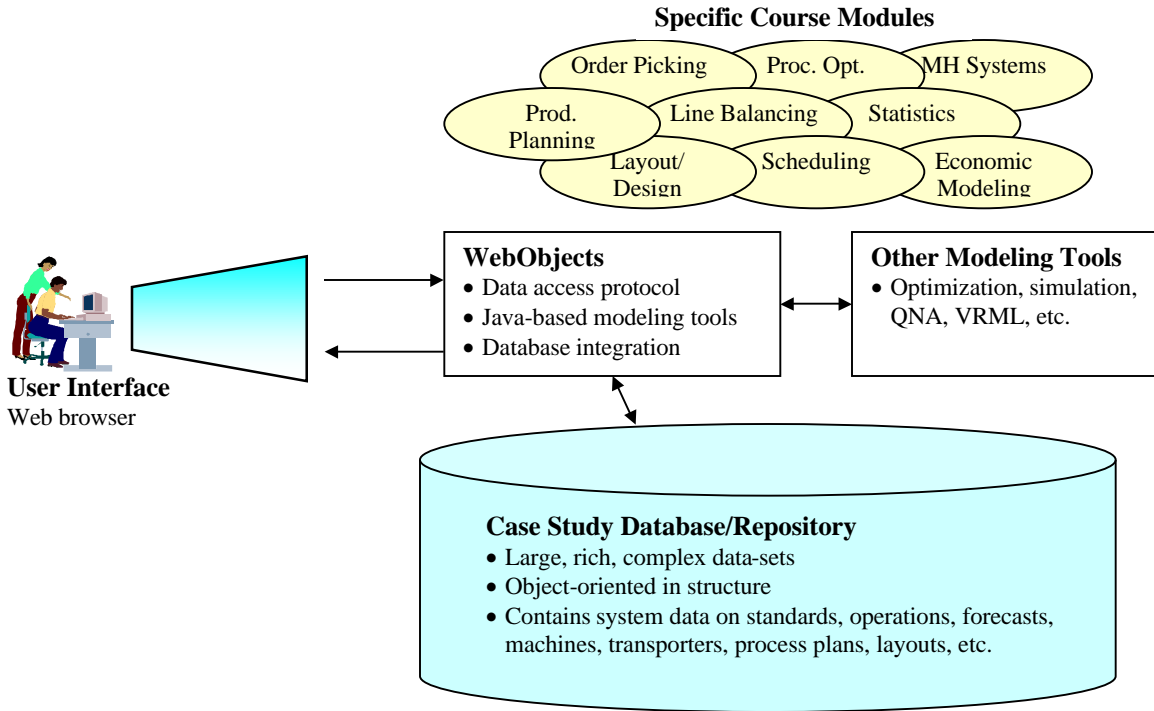 Specific Course Modules
Order Picking
Proc. Opt.
MH Systems
Prod.
Planning
Line Balancing
Statistics
Layout/
Design
Scheduling
Economic
Modeling
WebObjects
• Data access protocol
• Java-based modeling tools
• Database integration
Other Modeling Tools
• Optimization, simulation,
QNA, VRML, etc.
User Interface
Web browser
Case Study Database/Repository
• Large, rich, complex data-sets
• Object-oriented in structure
• Contains system data on standards, operations, forecasts,
machines, transporters, process plans, layouts, etc.